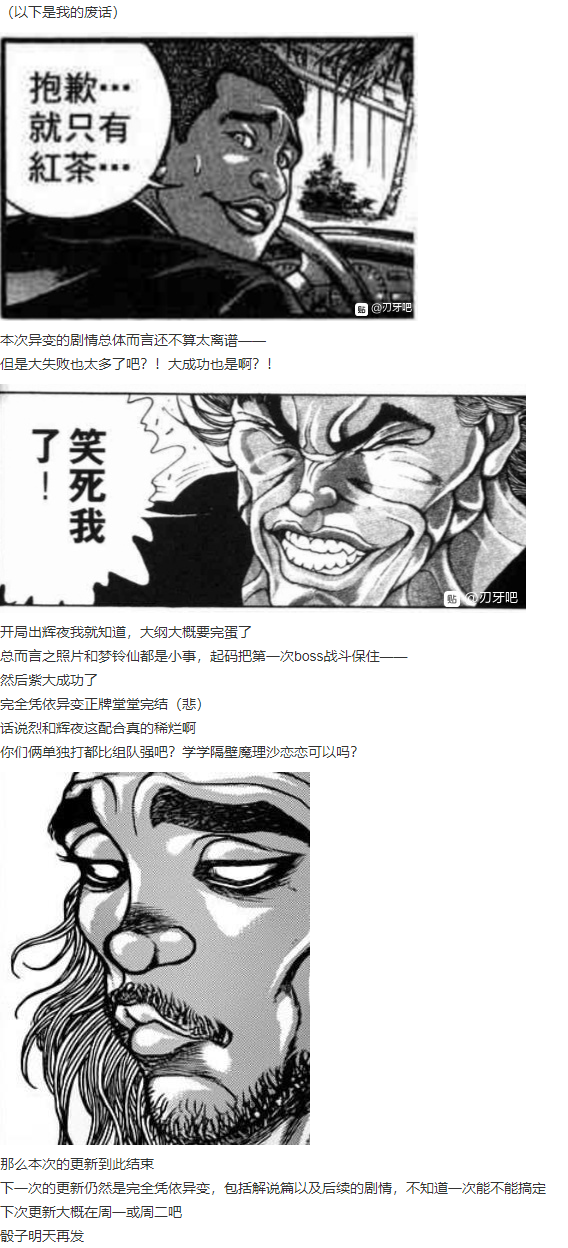 （以下是我的废话）
抱歉…
就只有
紅茶…
贴 @刃牙吧
本次异变的剧情总体而言还不算太离谱——
但是大失败也太多了吧？！大成功也是啊？！
笑死我
了！
贴 @刃牙吧
开局出辉夜我就知道，大纲大概要完蛋了
总而言之照片和梦铃仙都是小事，起码把第一次boss战斗保住——
然后紫大成功了
完全凭依异变正牌堂堂完结（悲）
话说烈和辉夜这配合真的稀烂啊
你们俩单独打都比组队强吧？学学隔壁魔理沙恋恋可以吗？
那么本次的更新到此结束
下一次的更新仍然是完全凭依异变，包括解说篇以及后续的剧情，不知道一次能不能搞定
下次更新大概在周一或周二吧
骰子明天再发